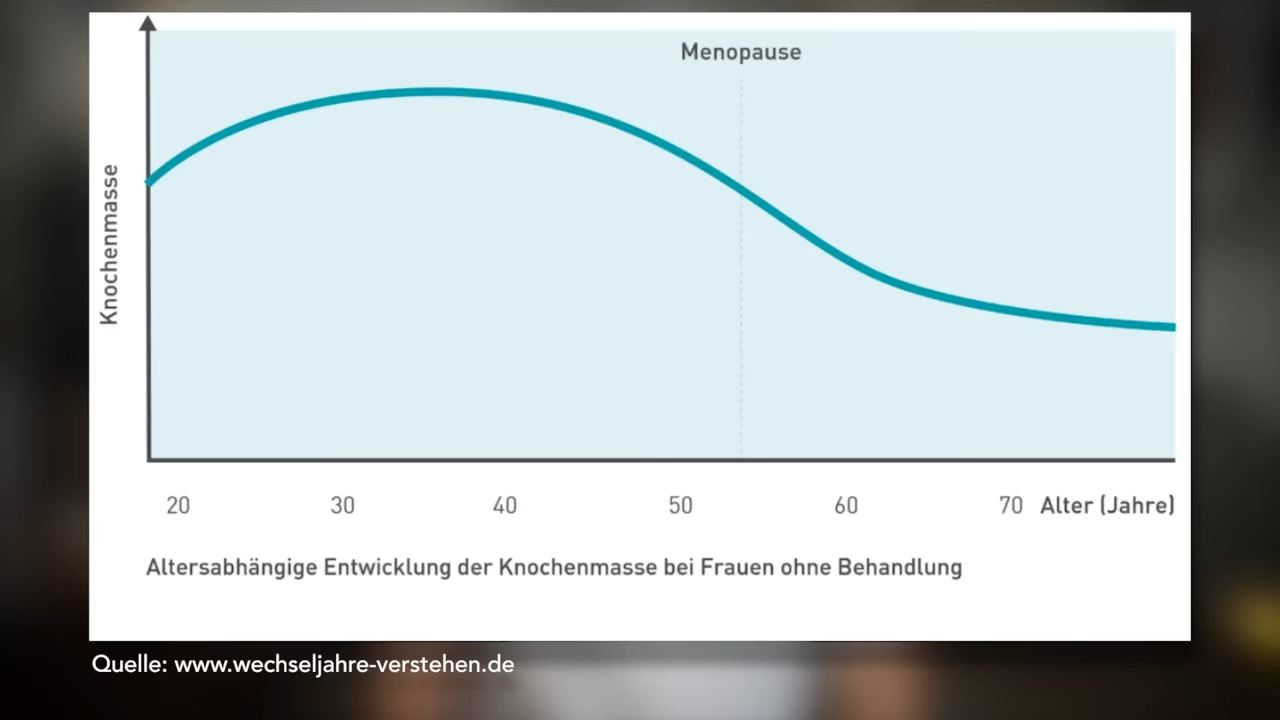 Menopause
Knochenmasse
20 30 40 50 60 70 Alter (Jahre)
Altersabhängige Entwicklung der Knochenmasse bei Frauen ohne Behandlung
Quelle: www.wechseljahre-verstehen.de